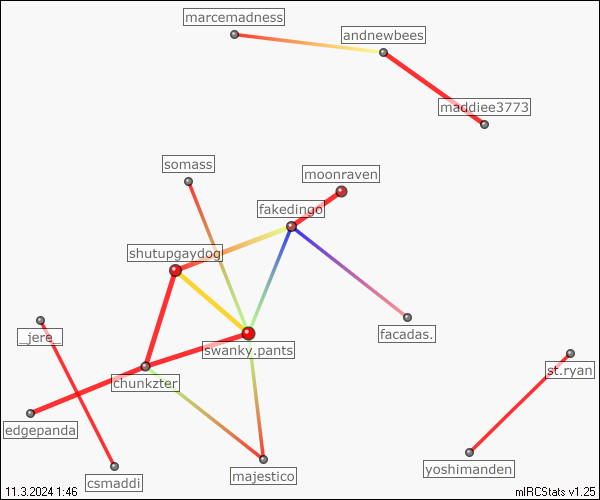 marcemadness
andnewbees
maddiee3773
somass
moonraven
fakedingo
shutupgaydog
facadas.
_jere_
swanky.pants
st.ryan
chunkzter
edgepanda
yoshimanden
majestico
csmaddi
11.3.2024 1:46
mIRCStats v1.25